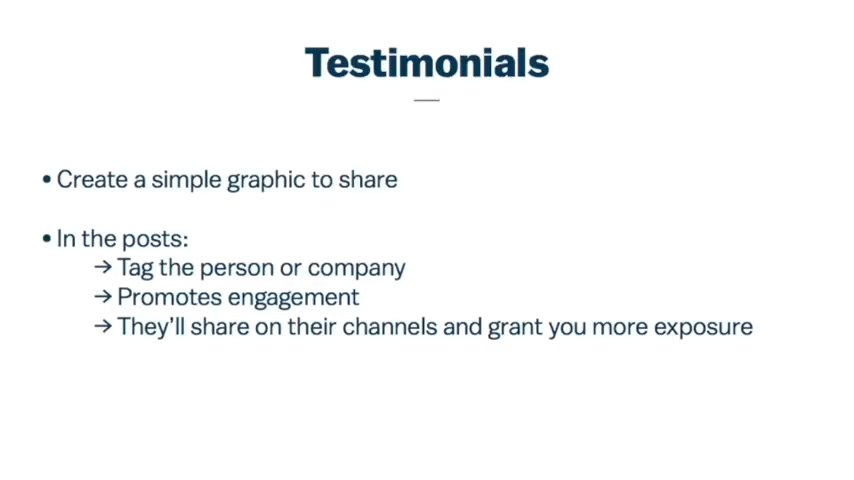 Testimonials
• Create a simple graphic to share
• In the posts:
→ Tag the person or company
→ Promotes engagement
→ They’ll share on their channels and grant you more exposure